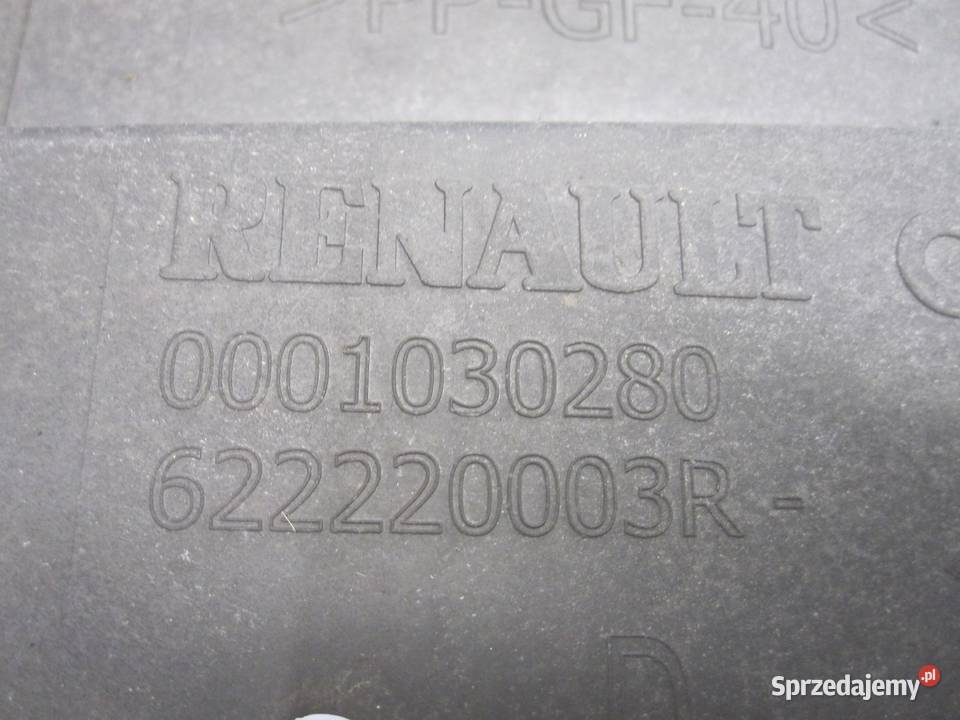 >PP-GF-40<
RENAULT
0001030280
622220003R -
D
Sprzedajemy.pl